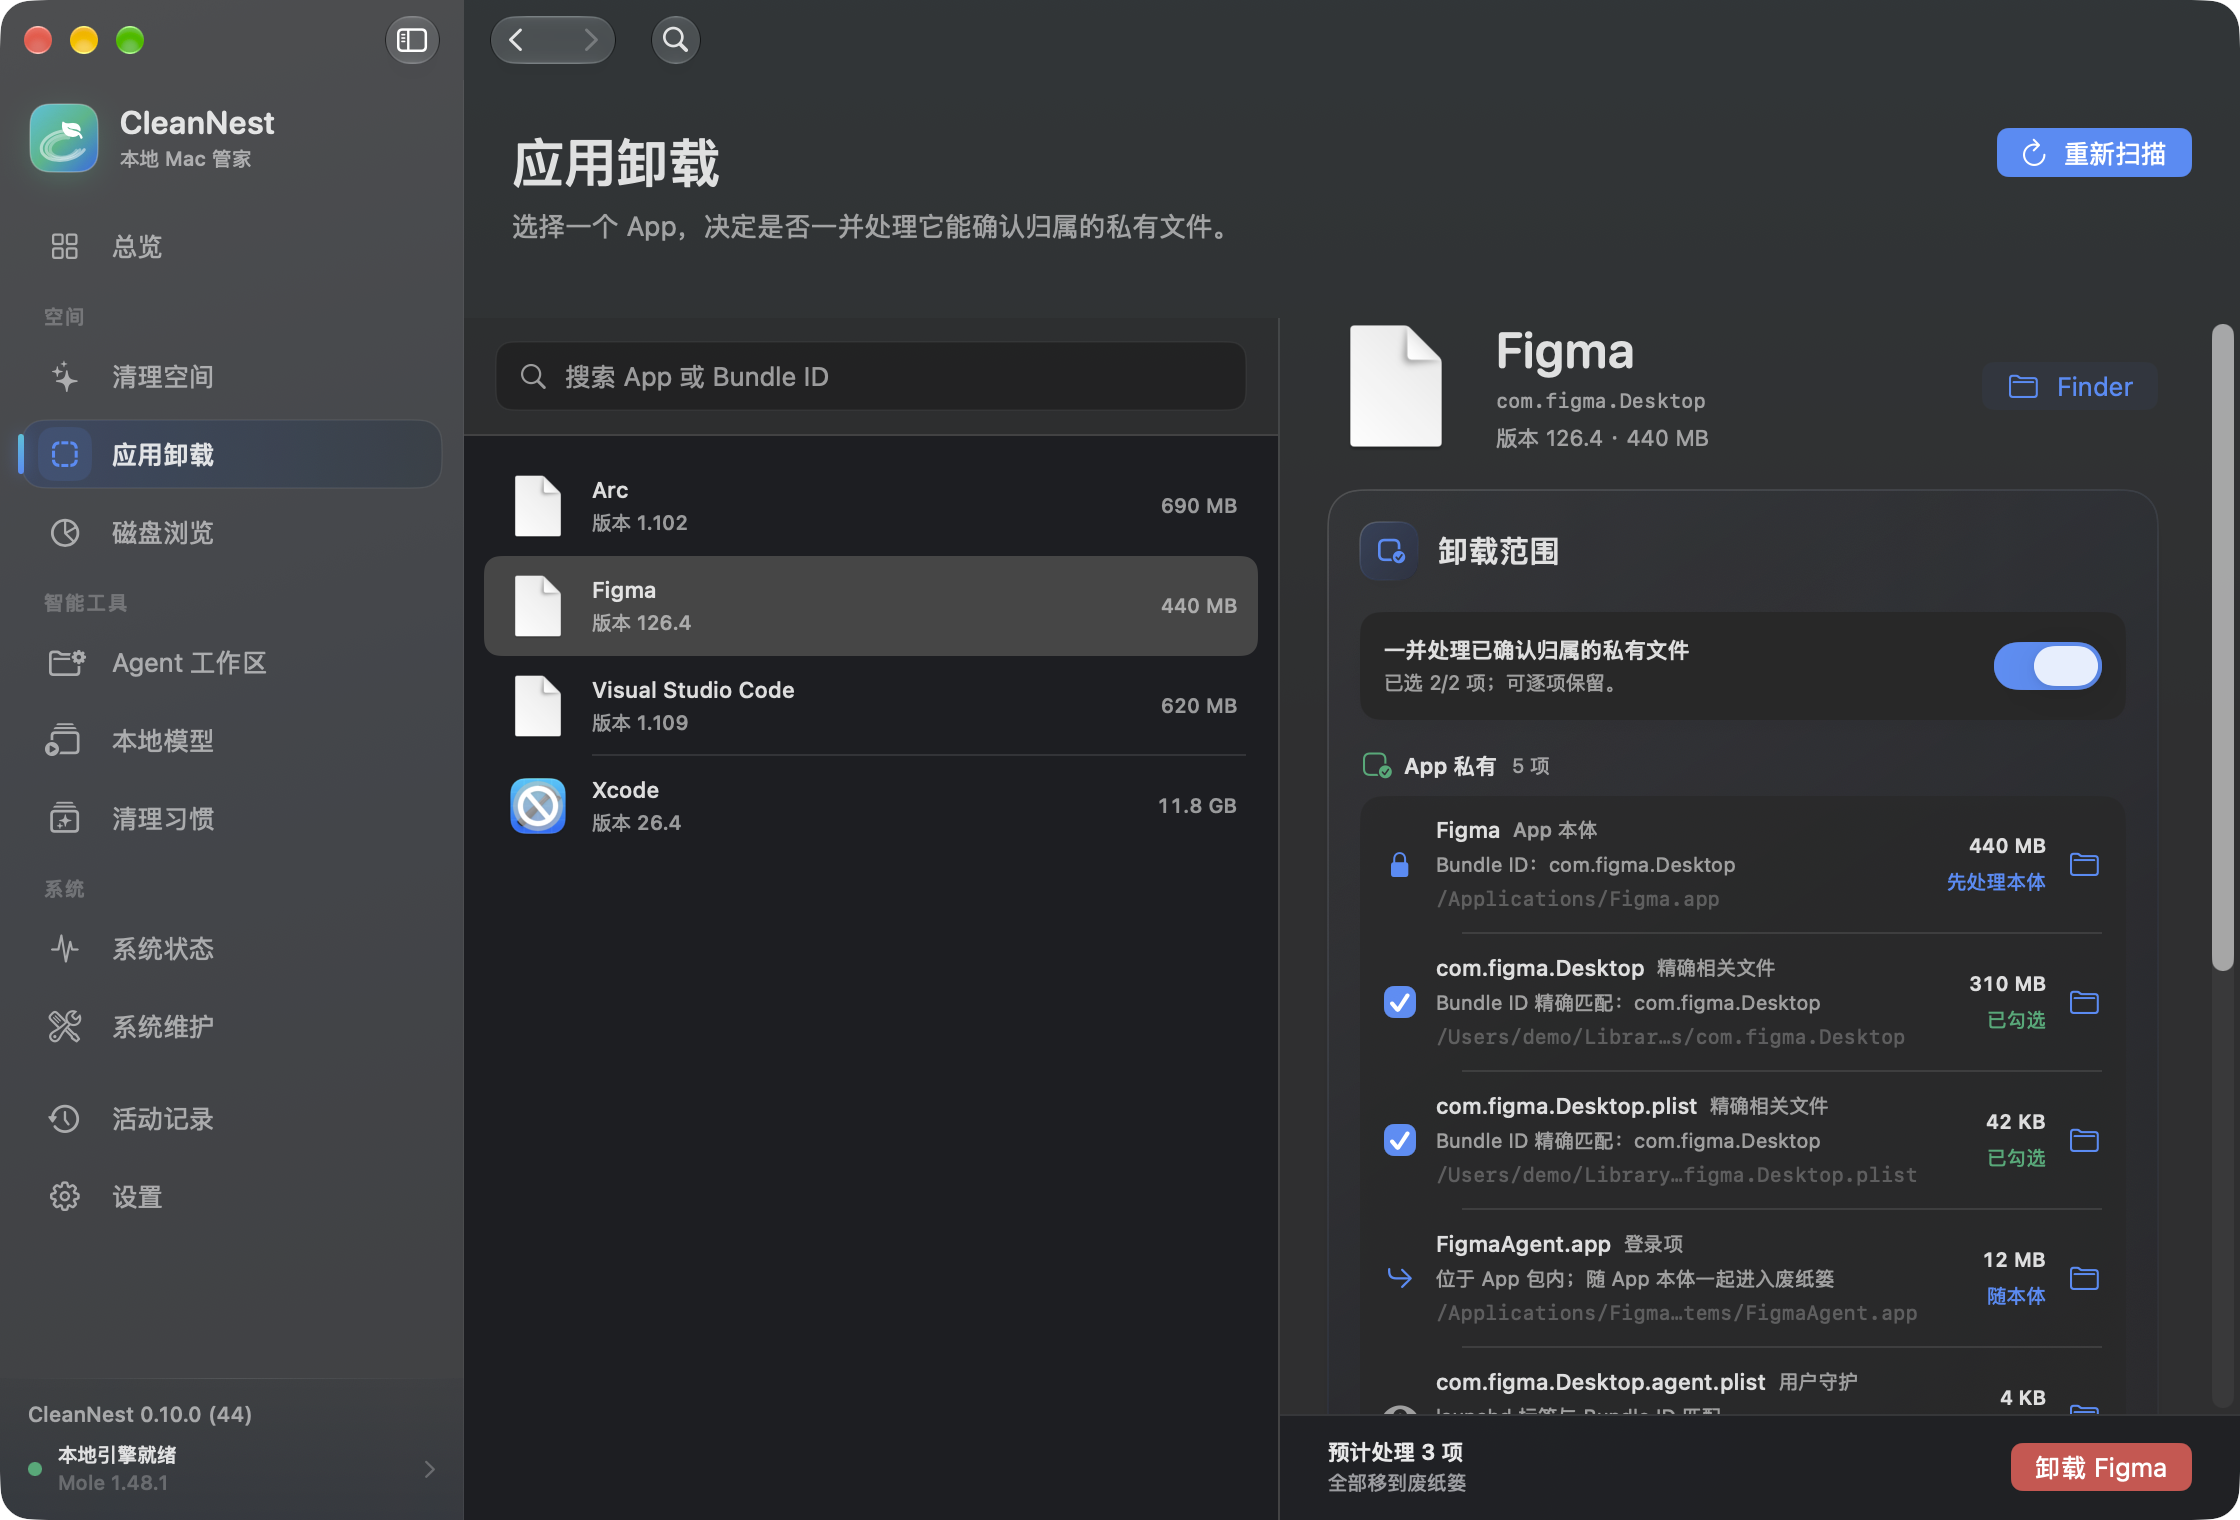 CleanNest
本地 Mac 管家
总览
空间
清理空间
应用卸载
磁盘浏览
智能工具
Agent 工作区
本地模型
清理习惯
系统
系统状态
系统维护
活动记录
设置
CleanNest 0.10.0 (44)
本地引擎就绪
Mole 1.48.1
应用卸载
选择一个 App，决定是否一并处理它能确认归属的私有文件。
重新扫描
搜索 App 或 Bundle ID
Arc
版本 1.102
690 MB
Figma
版本 126.4
440 MB
Visual Studio Code
版本 1.109
620 MB
Xcode
版本 26.4
11.8 GB
Figma
com.figma.Desktop
版本 126.4 · 440 MB
Finder
卸载范围
一并处理已确认归属的私有文件
已选 2/2 项；可逐项保留。
App 私有 5 项
Figma App 本体
Bundle ID：com.figma.Desktop
/Applications/Figma.app
440 MB
先处理本体
com.figma.Desktop 精确相关文件
Bundle ID 精确匹配：com.figma.Desktop
/Users/demo/Librar…s/com.figma.Desktop
310 MB
已勾选
com.figma.Desktop.plist 精确相关文件
Bundle ID 精确匹配：com.figma.Desktop
/Users/demo/Library…figma.Desktop.plist
42 KB
已勾选
FigmaAgent.app 登录项
位于 App 包内；随 App 本体一起进入废纸篓
/Applications/Figma…tems/FigmaAgent.app
12 MB
随本体
com.figma.Desktop.agent.plist 用户守护
launchd 标签与 Bundle ID 匹配
4 KB
预计处理 3 项
全部移到废纸篓
卸载 Figma